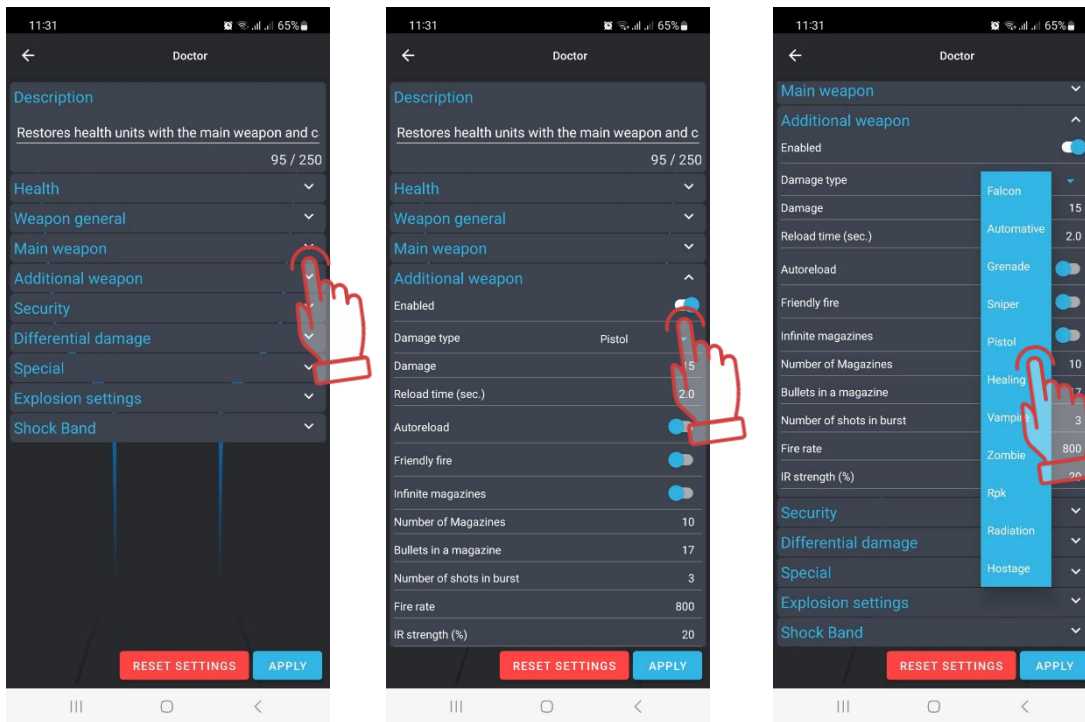 11:31 65%
Doctor
Description
Restores health units with the main weapon and c
95 / 250
Health
Weapon general
Main weapon
Additional weapon
Security
Differential damage
Special
Explosion settings
Shock Band
RESET SETTINGS APPLY
11:31 65%
Doctor
Description
Restores health units with the main weapon and c
95 / 250
Health
Weapon general
Main weapon
Additional weapon
Enabled
Damage type Pistol
Damage 15
Reload time (sec.) 2.0
Autoreload
Friendly fire
Infinite magazines
Number of Magazines 10
Bullets in a magazine 17
Number of shots in burst 3
Fire rate 800
IR strength (%) 20
RESET SETTINGS APPLY
11:31 65%
Doctor
Main weapon
Additional weapon
Enabled
Damage type
Falcon
Damage 15
Reload time (sec.) Automative 2.0
Autoreload Grenade
Friendly fire Sniper
Infinite magazines Pistol
Number of Magazines 10
Healing
Bullets in a magazine 17
Number of shots in burst Vampire 3
Fire rate Zombie 800
IR strength (%) 20
Rpk
Security
Radiation
Differential damage
Special Hostage
Explosion settings
Shock Band
RESET SETTINGS APPLY